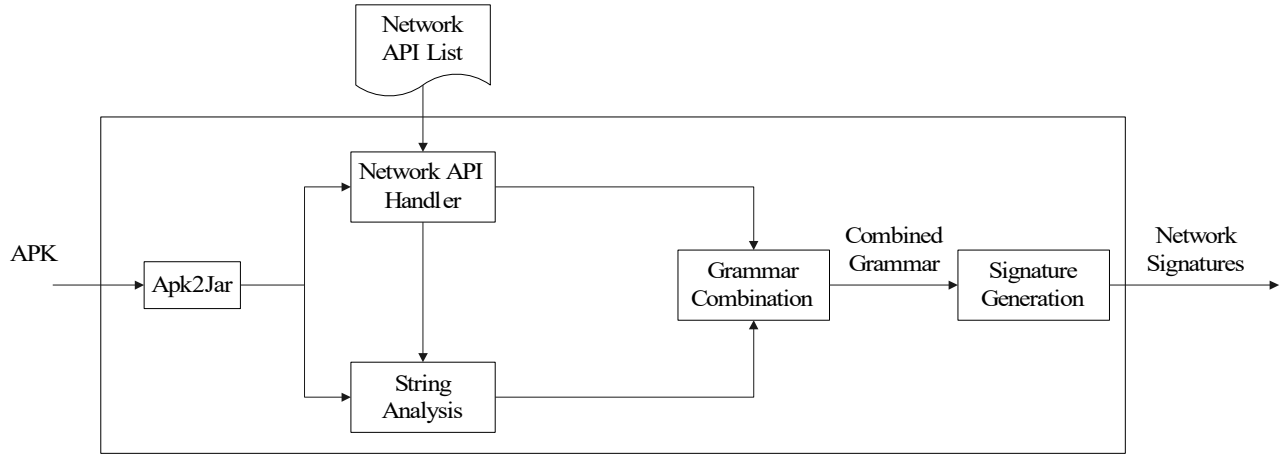 Network
API List
Network API
Handler
APK
Apk2Jar
String
Analysis
Grammar
Combination
Combined
Grammar
Signature
Generation
Network
Signatures